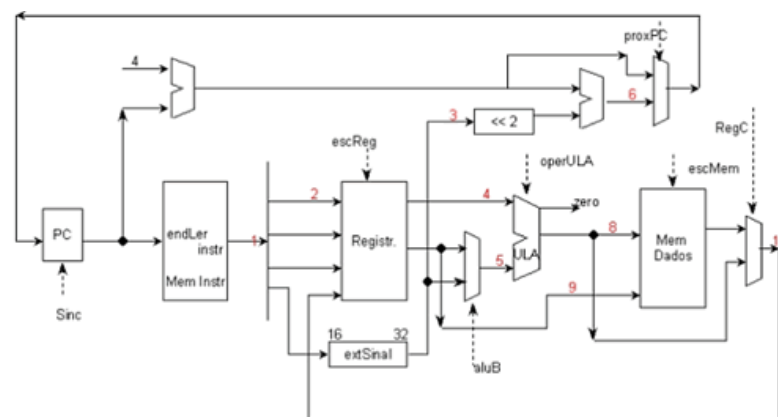 proxPC
4
6
3
<< 2
RegC
escReg
operULA
escMem
2
4
zero
PC
endLer
instr
1
Registr.
8
Mem
Dados
1
ULA
5
Mem Instr
9
Sinc
16
32
extSinal
aluB